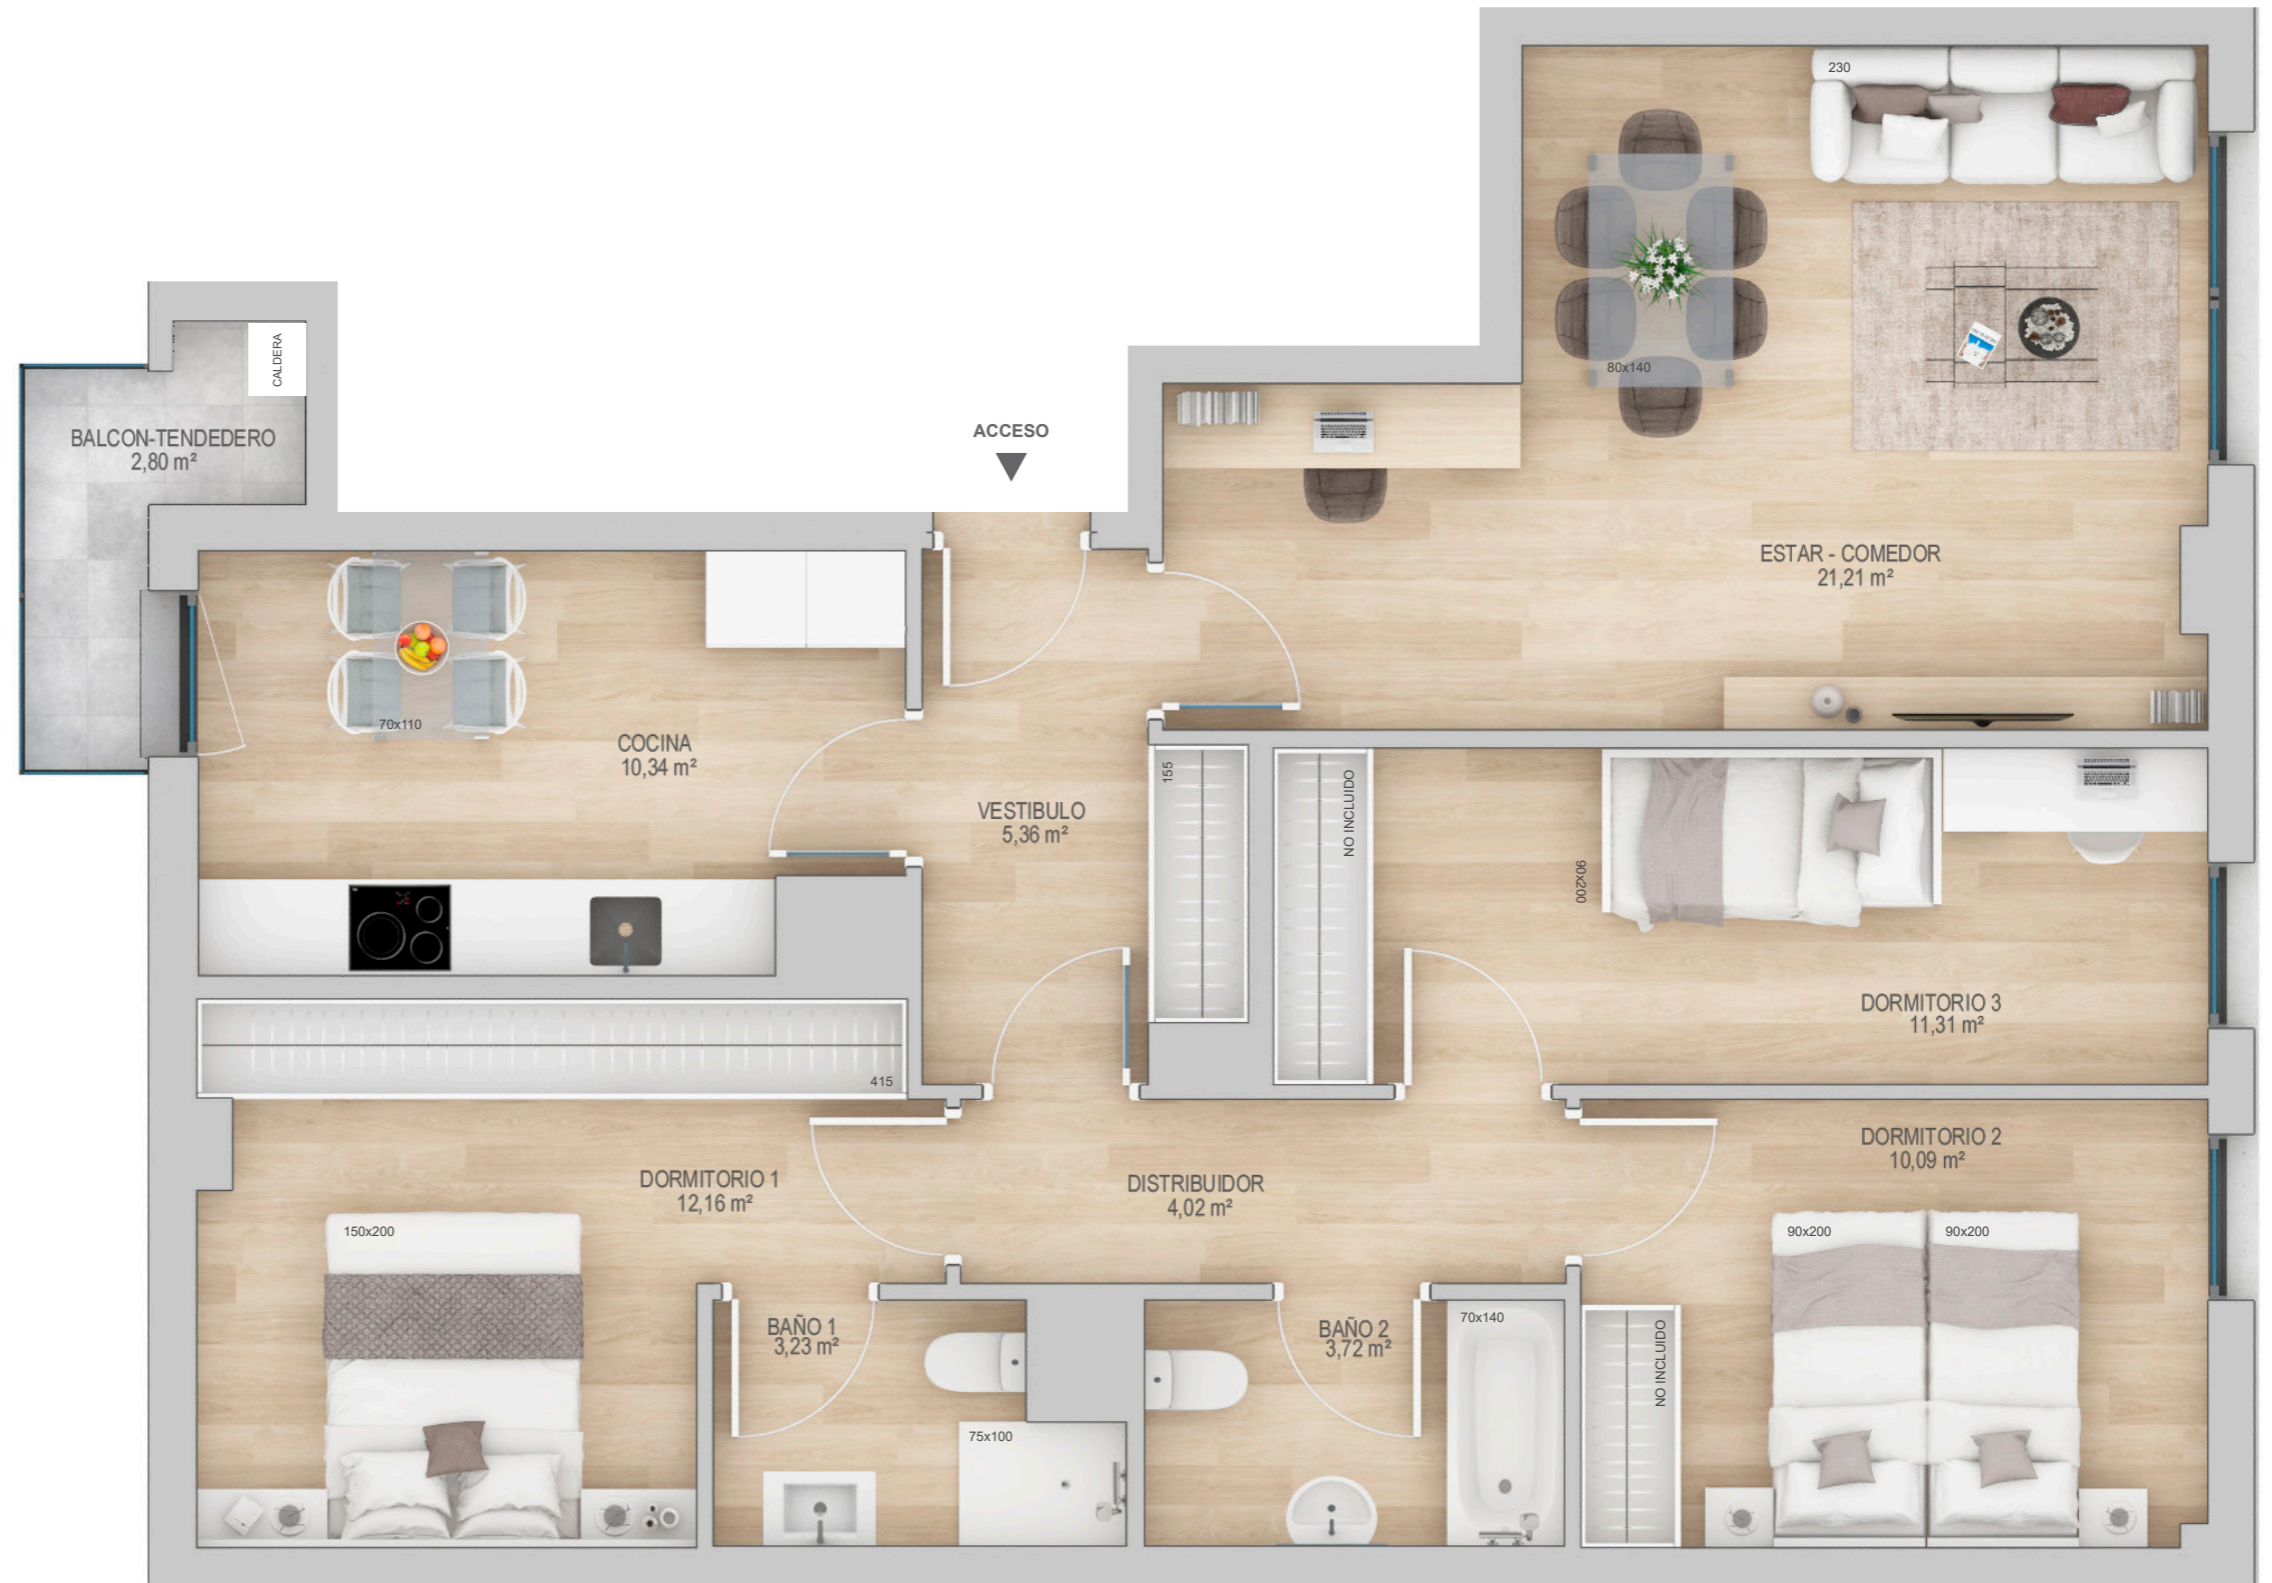 230
CALDERA
80x140
BALCON-TENDEDERO
2,80 m²
ACCESO
ESTAR - COMEDOR
21,21 m²
70x110
COCINA
10,34 m²
155
NO INCLUIDO
VESTIBULO
5,36 m²
90x200
DORMITORIO 3
11,31 m²
415
DORMITORIO 2
10,09 m²
DORMITORIO 1
12,16 m²
DISTRIBUIDOR
4,02 m²
150x200
90x200
90x200
BAÑO 1
3,23 m²
BAÑO 2
3,72 m²
70x140
NO INCLUIDO
75x100